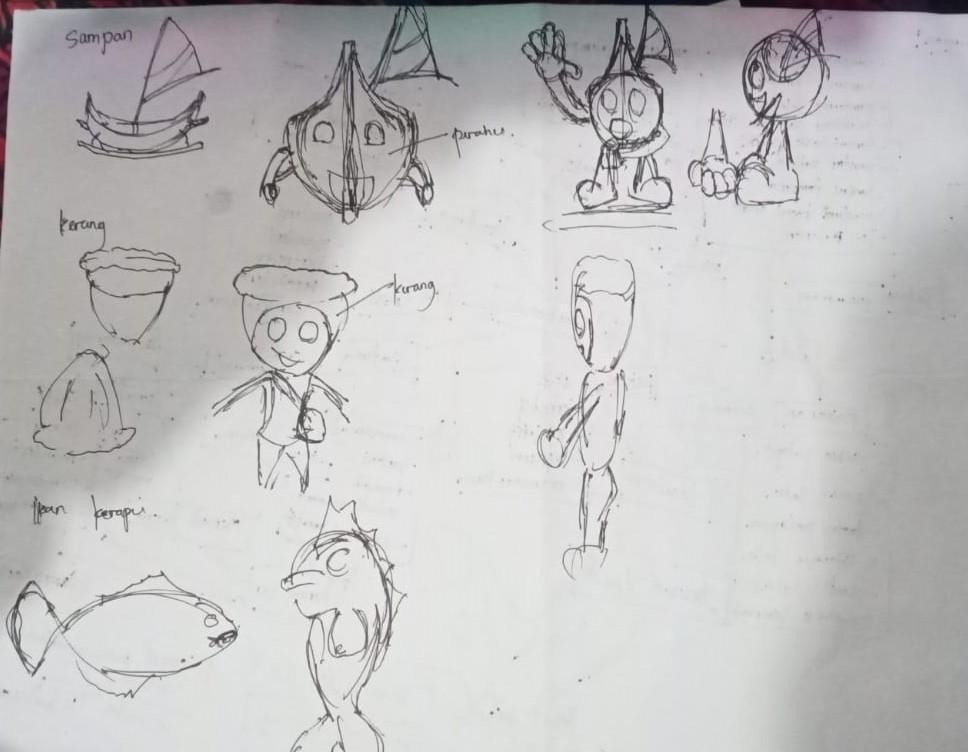 Sampan
perahu.
kerang
kerang
Ikan kerapu.